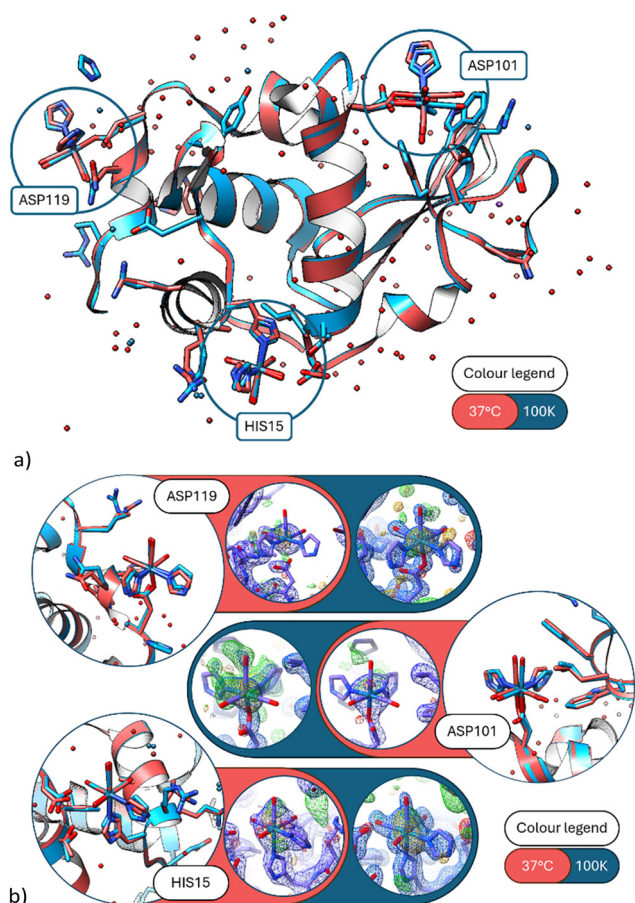 ASP101
ASP119
HIS15
Colour legend
37°C 100K
a)
ASP119
ASP101
HIS15
Colour legend
37°C 100K
b)